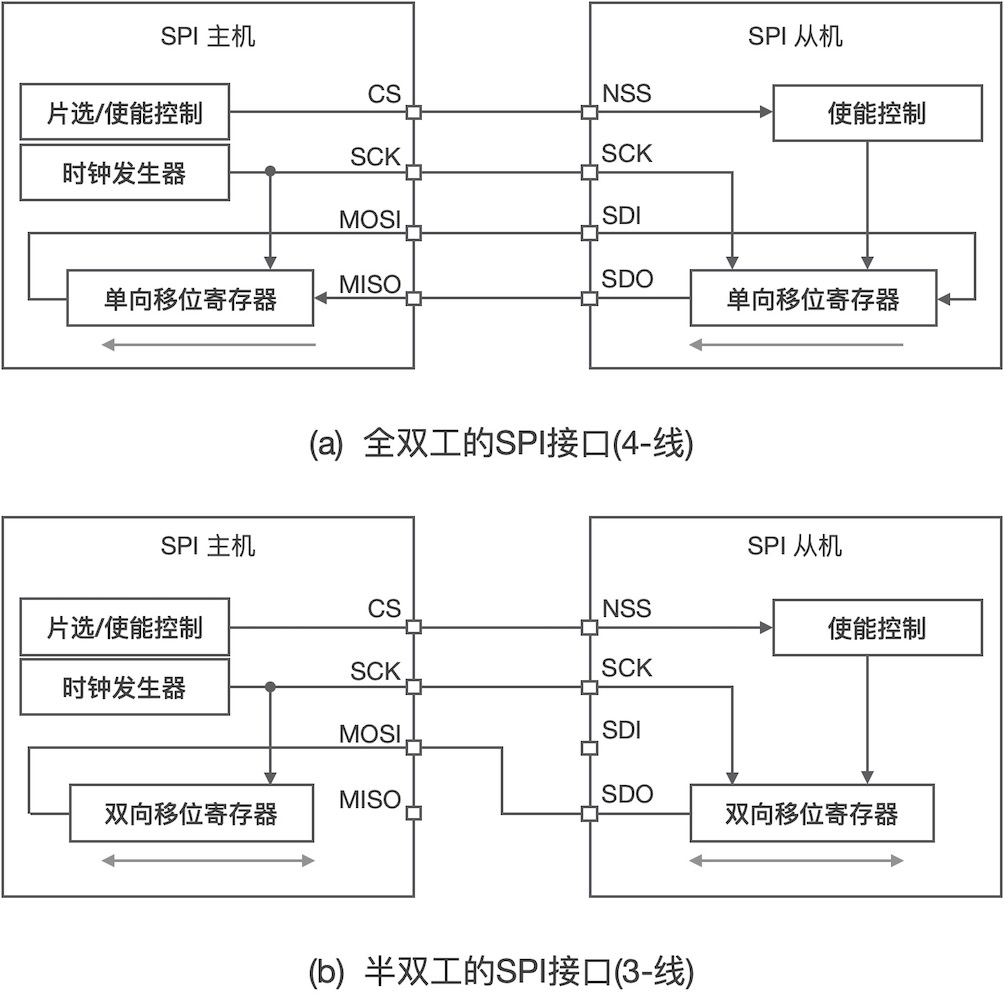 SPI 主机
SPI 从机
片选/使能控制
CS
NSS
使能控制
时钟发生器
SCK
SCK
MOSI
SDI
单向移位寄存器
MISO
SDO
单向移位寄存器
(a) 全双工的SPI接口(4-线)
SPI 主机
SPI 从机
片选/使能控制
CS
NSS
使能控制
时钟发生器
SCK
SCK
MOSI
SDI
双向移位寄存器
MISO
SDO
双向移位寄存器
(b) 半双工的SPI接口(3-线)